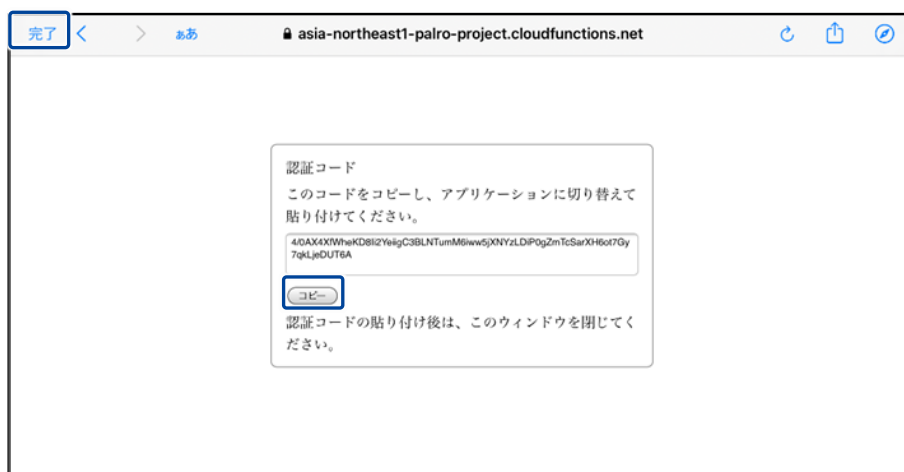 完了 ぁあ asia-northeast1-palro-project.cloudfunctions.net
認証コード
このコードをコピーし、アプリケーションに切り替えて
貼り付けてください。
4/0AX4XfWheKD8Ii2YeiigC3BLNTumM6iww5jXNYzLDiP0gZmTcSarXH6ot7Gy
7qkLjeDUT6A
コピー
認証コードの貼り付け後は、このウィンドウを閉じてく
ださい。